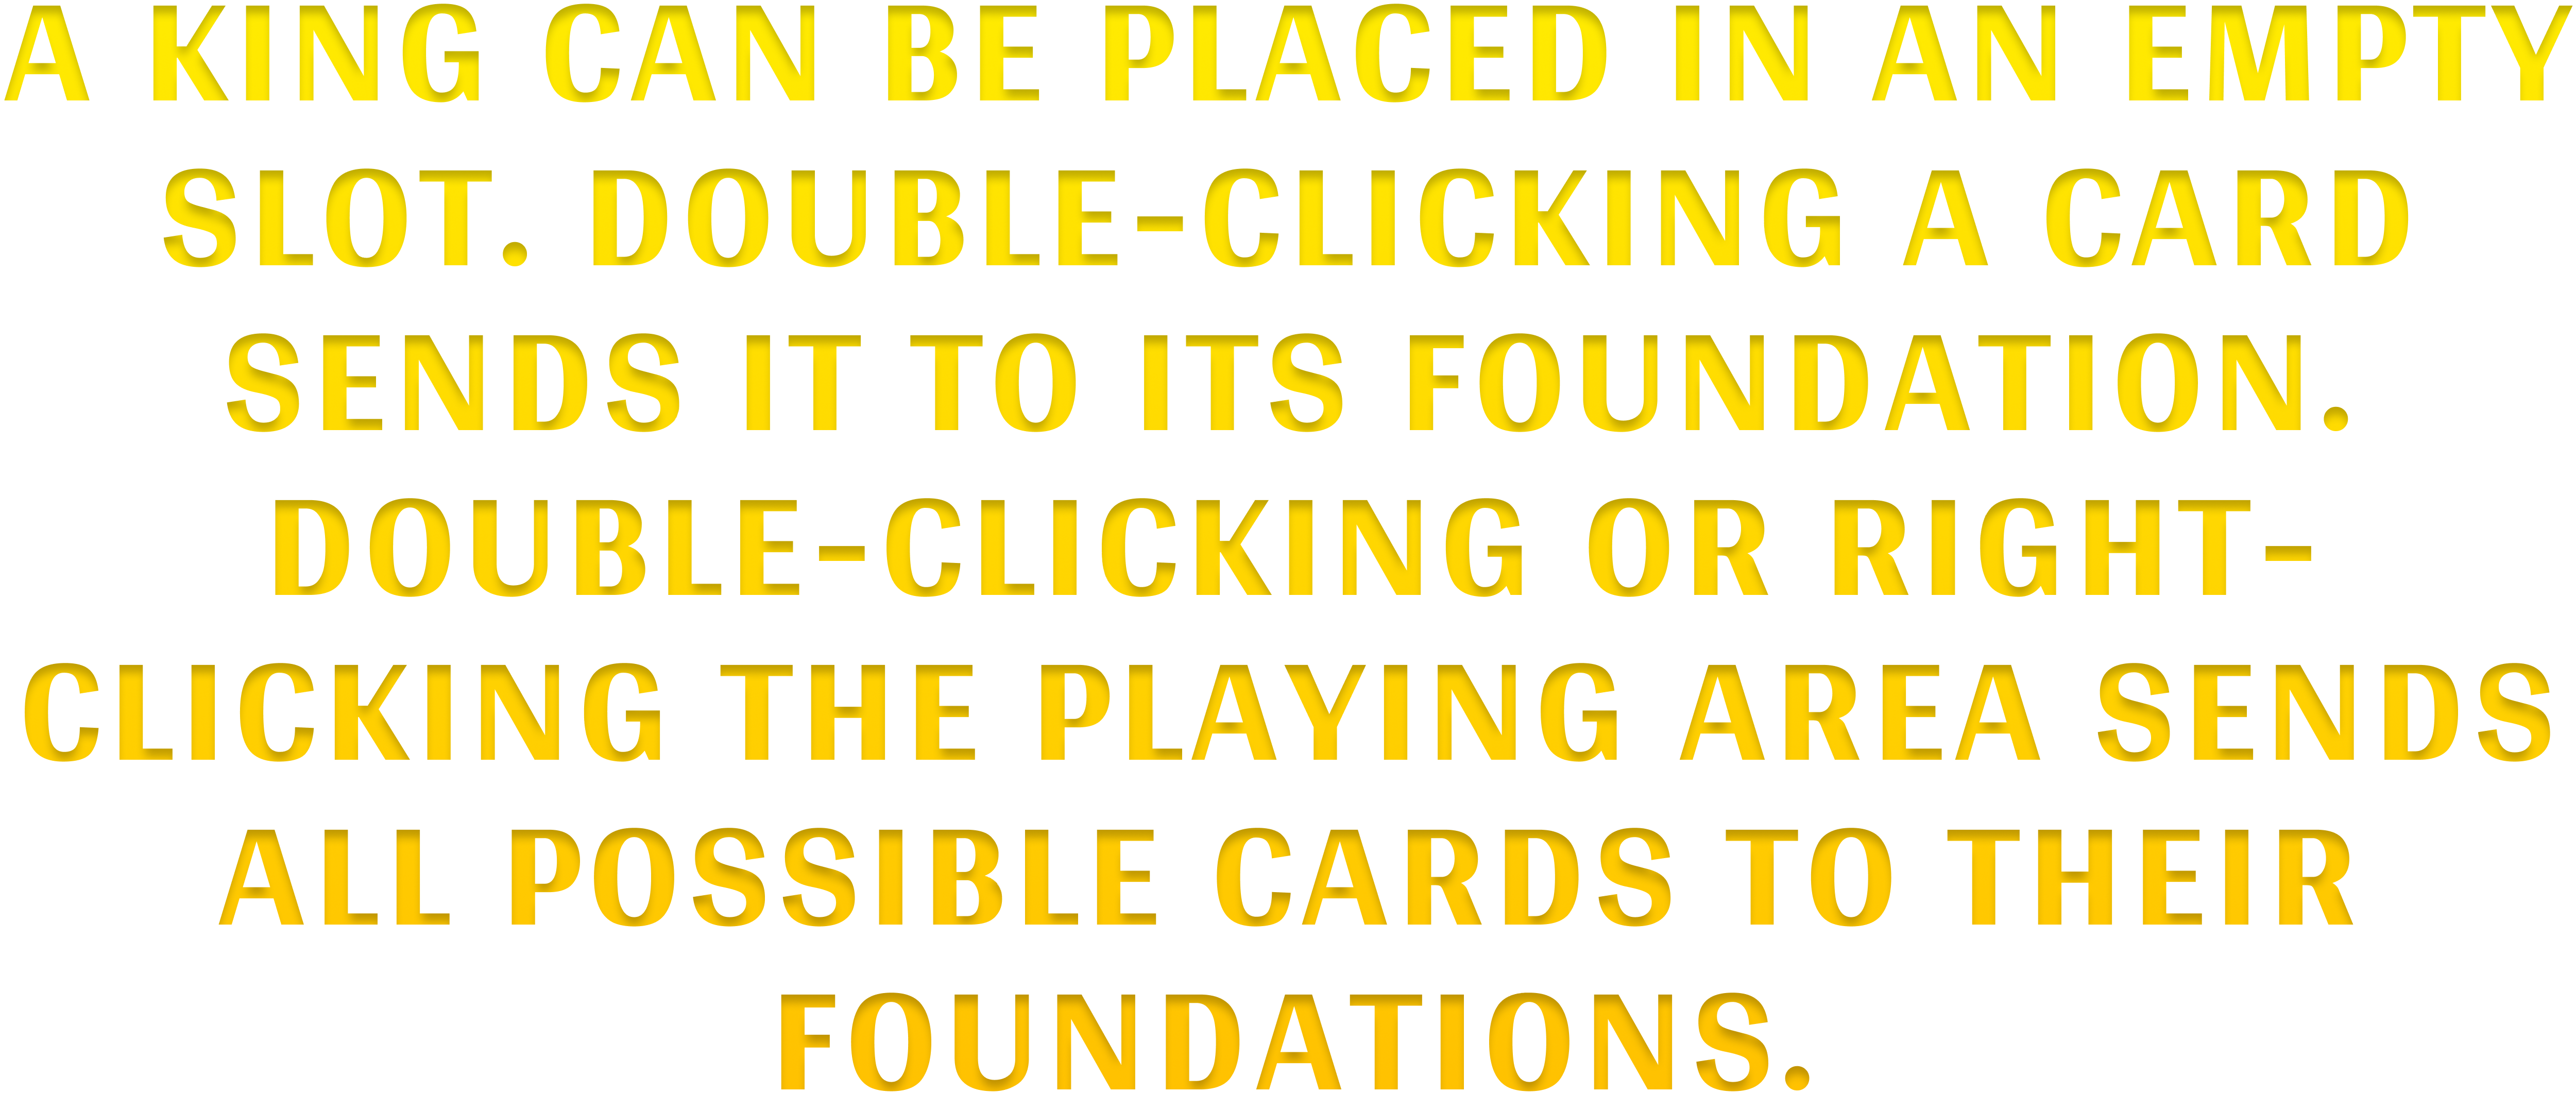 A KING CAN BE PLACED IN AN EMPTY
SLOT. DOUBLE-CLICKING A CARD
SENDS IT TO ITS FOUNDATION.
DOUBLE-CLICKING OR RIGHT-
CLICKING THE PLAYING AREA SENDS
ALL POSSIBLE CARDS TO THEIR
FOUNDATIONS.